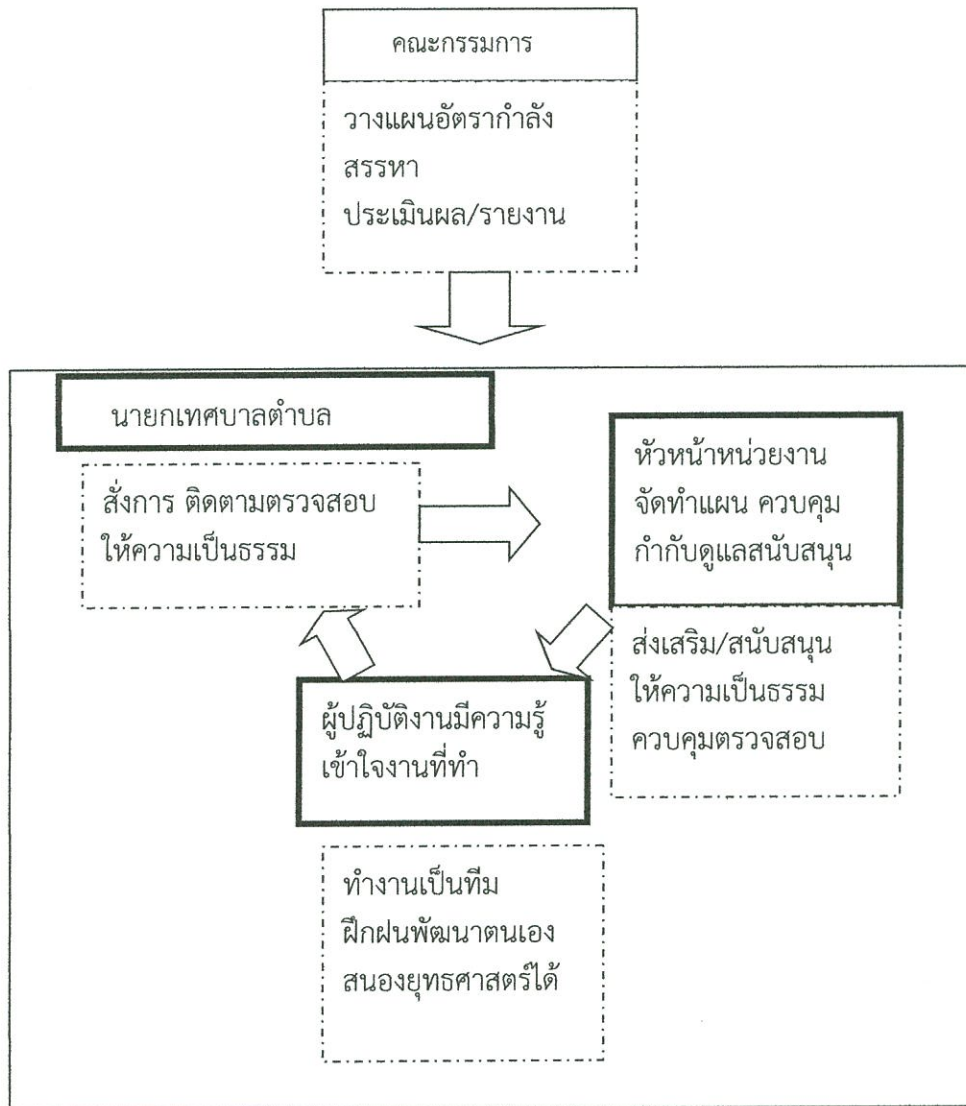 คณะกรรมการ
วางแผนอัตรากำลัง
สรรหา
ประเมินผล/รายงาน
นายกเทศบาลตำบล
สั่งการ ติดตามตรวจสอบ
ให้ความเป็นธรรม
หัวหน้าหน่วยงาน
จัดทำแผน ควบคุม
กำกับดูแลสนับสนุน
ส่งเสริม/สนับสนุน
ให้ความเป็นธรรม
ควบคุมตรวจสอบ
ผู้ปฏิบัติงานมีความรู้
เข้าใจงานที่ทำ
ทำงานเป็นทีม
ฝึกฝนพัฒนาตนเอง
สนองยุทธศาสตร์ได้